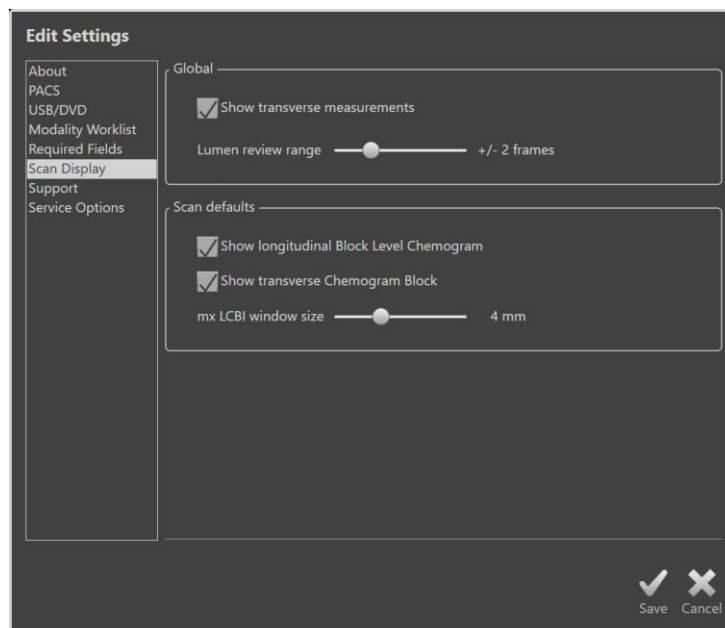 Edit Settings
About
PACS
USB/DVD
Modality Worklist
Required Fields
Scan Display
Support
Service Options
Global
Show transverse measurements
Lumen review range +/- 2 frames
Scan defaults
Show longitudinal Block Level Chemogram
Show transverse Chemogram Block
mx LCBI window size 4 mm
Save Cancel